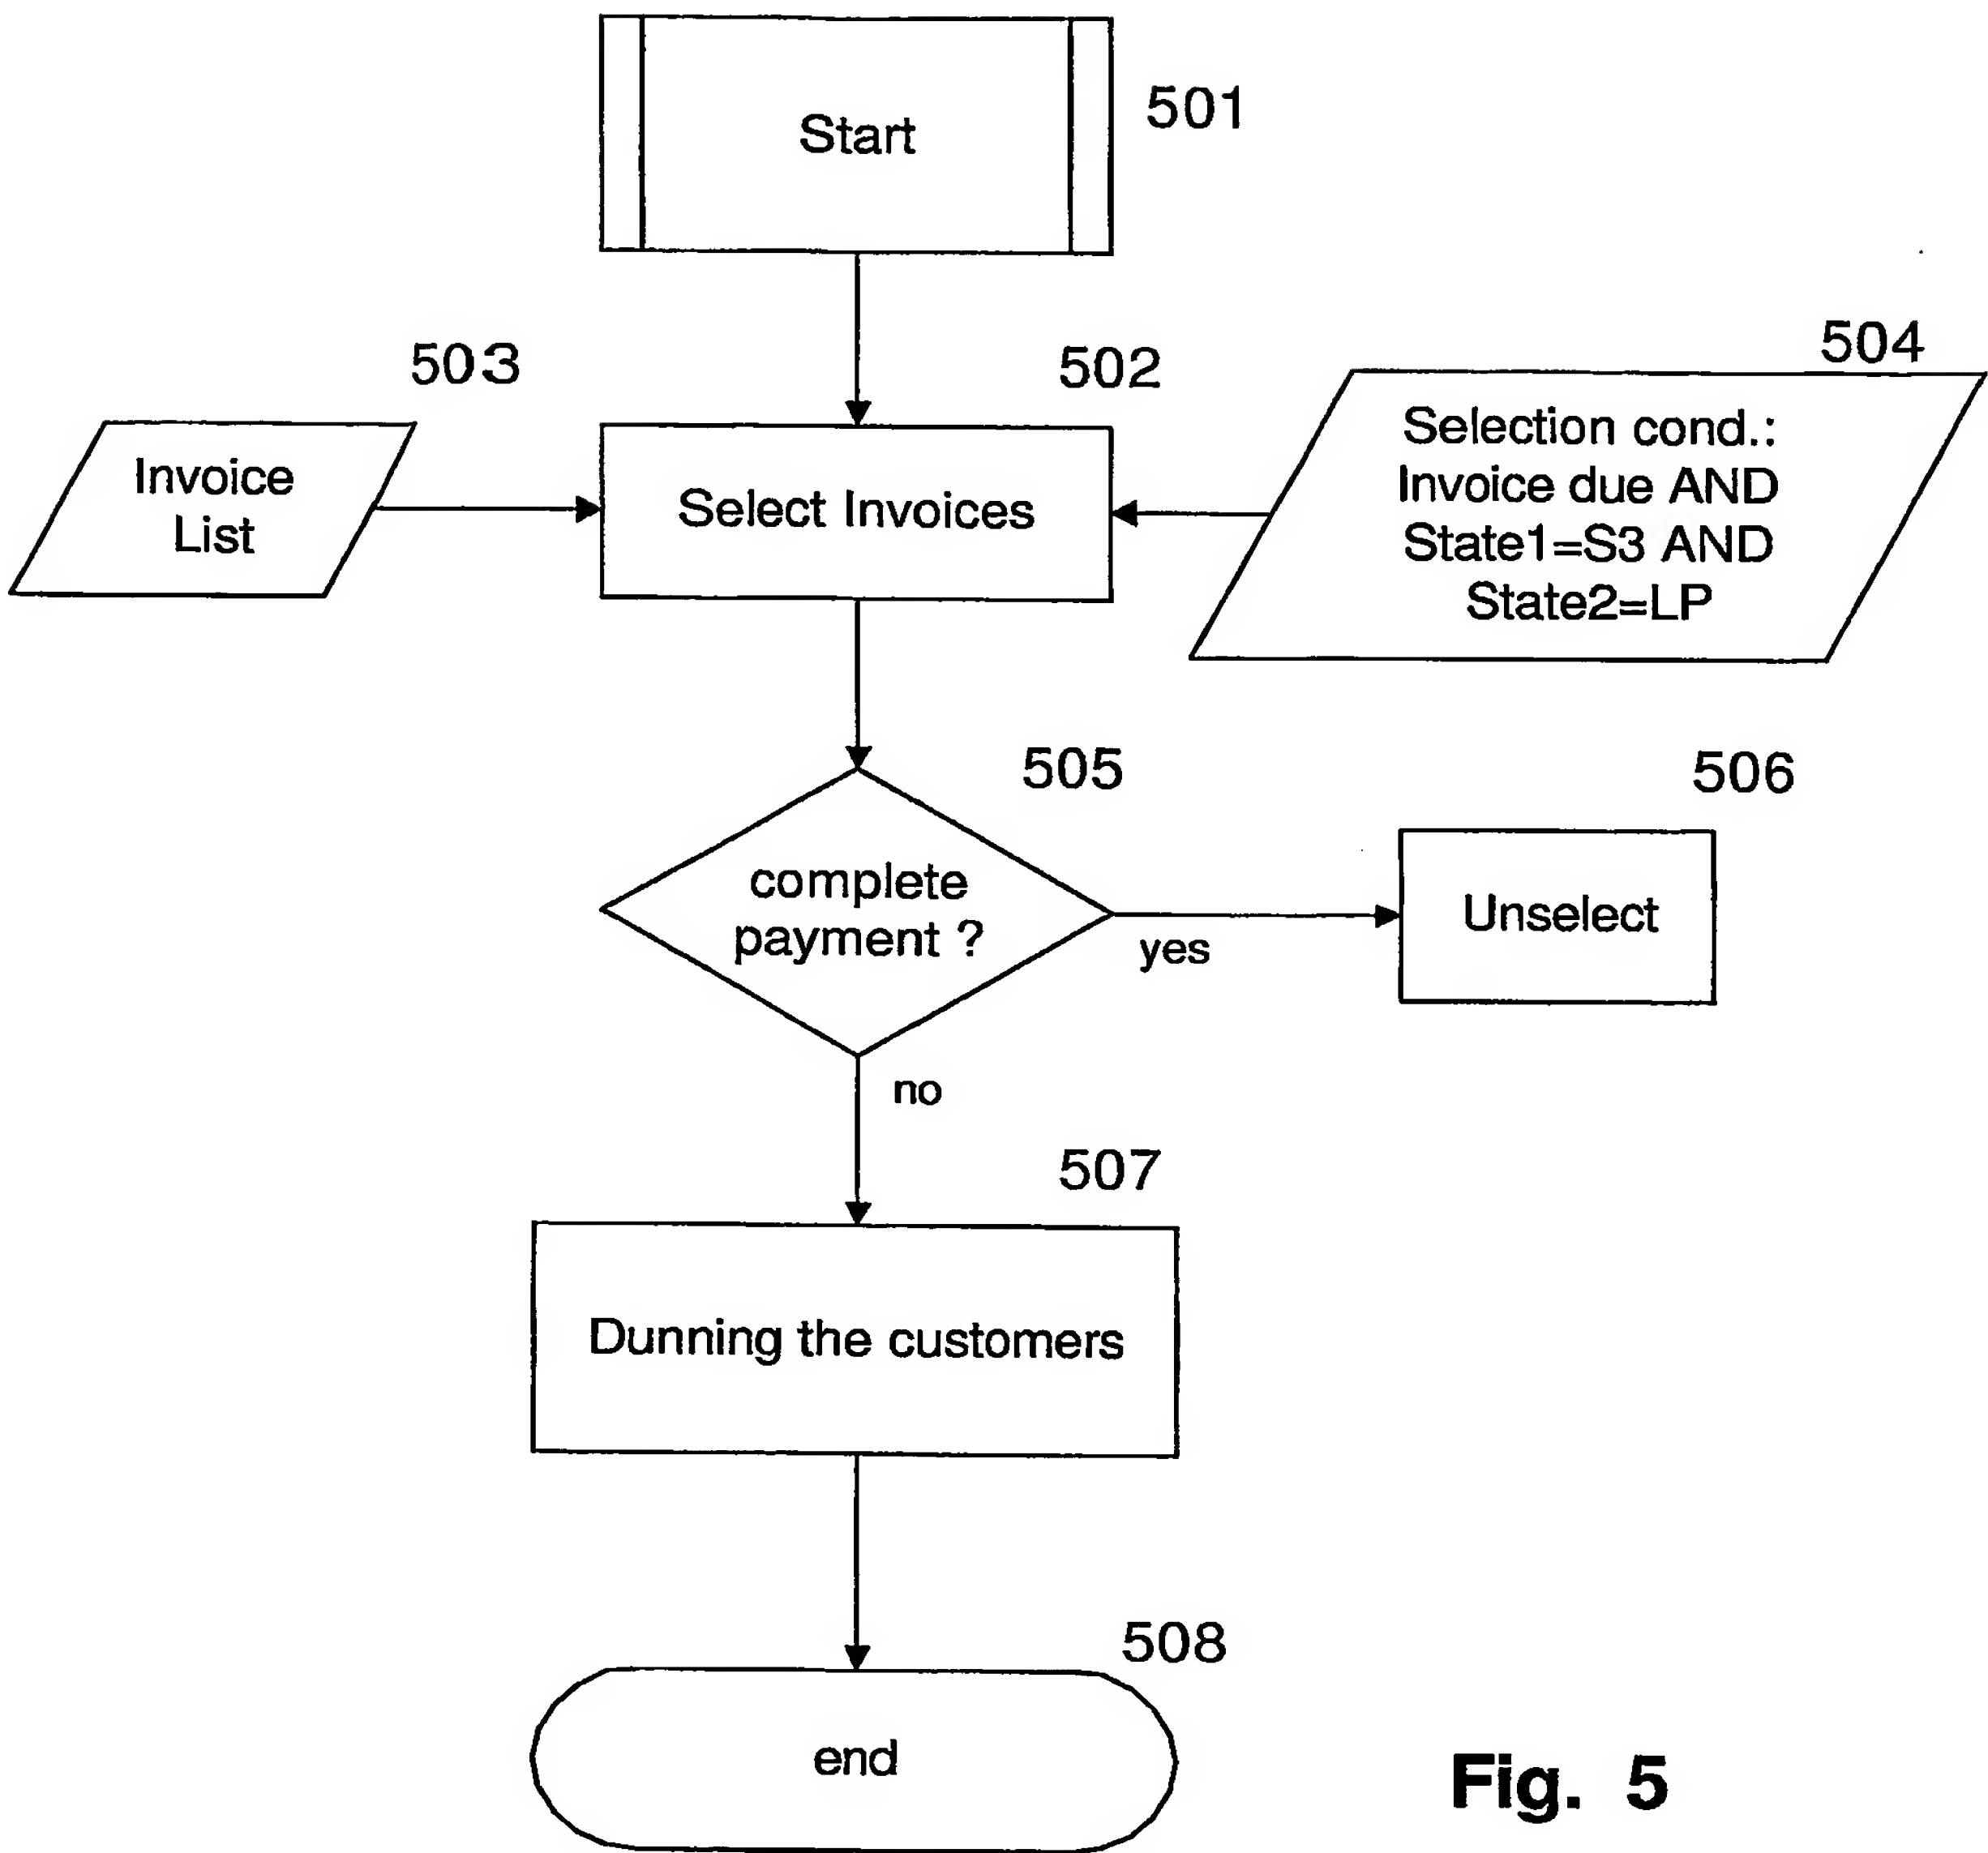 Start
501
503
502
504
Invoice
List
Select Invoices
Selection cond.:
Invoice due AND
State1=S3 AND
State2=LP
505
506
complete
payment ?
yes
Unselect
no
507
Dunning the customers
508
end
Fig. 5